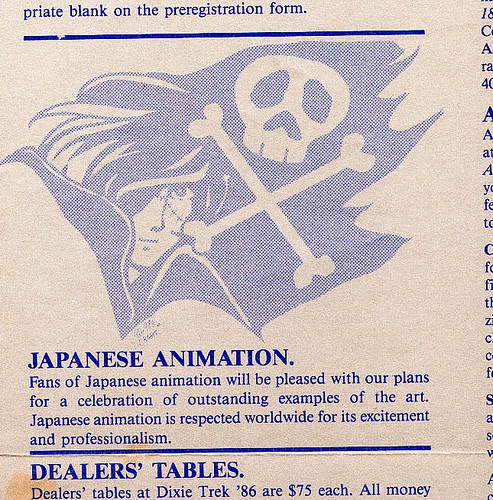 priate blank on the preregistration form.
JAPANESE ANIMATION.
Fans of Japanese animation will be pleased with our plans
for a celebration of outstanding examples of the art.
Japanese animation is respected worldwide for its excitement
and professionalism.
DEALERS' TABLES.
Dealers' tables at Dixie Trek '86 are $75 each. All money